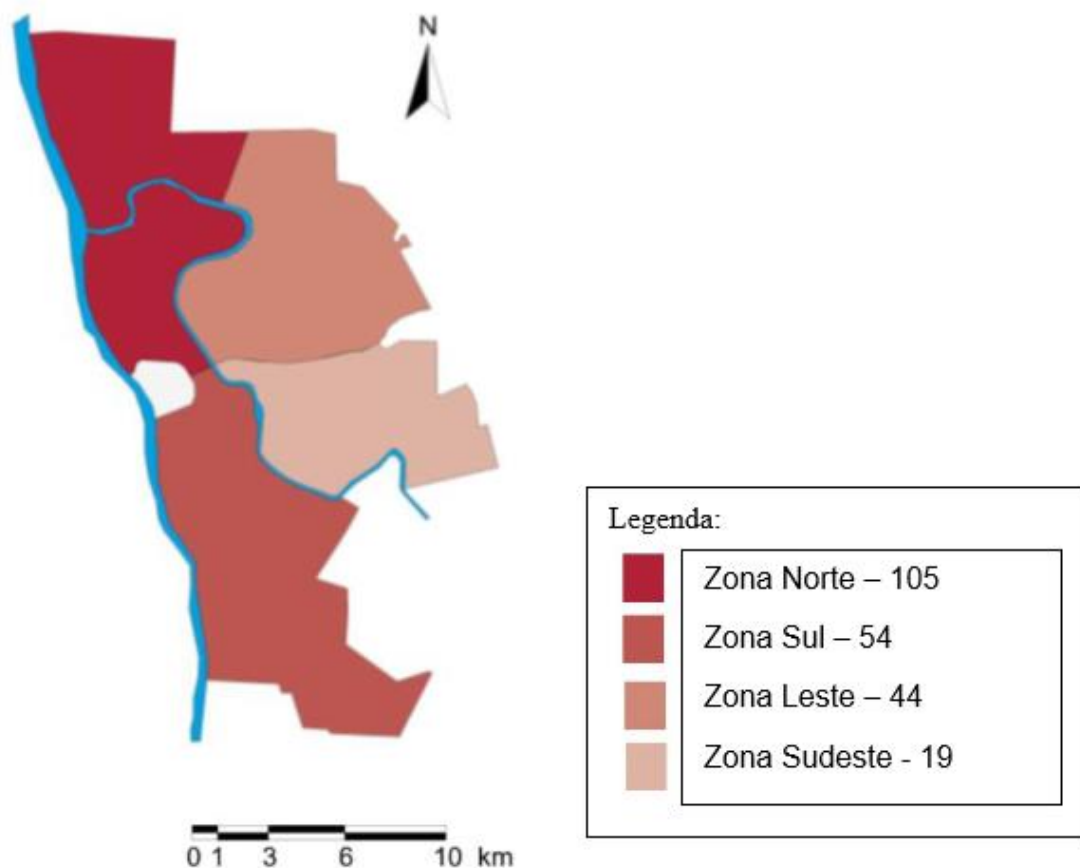 N
Legenda:
Zona Norte – 105
Zona Sul – 54
Zona Leste – 44
Zona Sudeste - 19
0 1 3 6 10 km